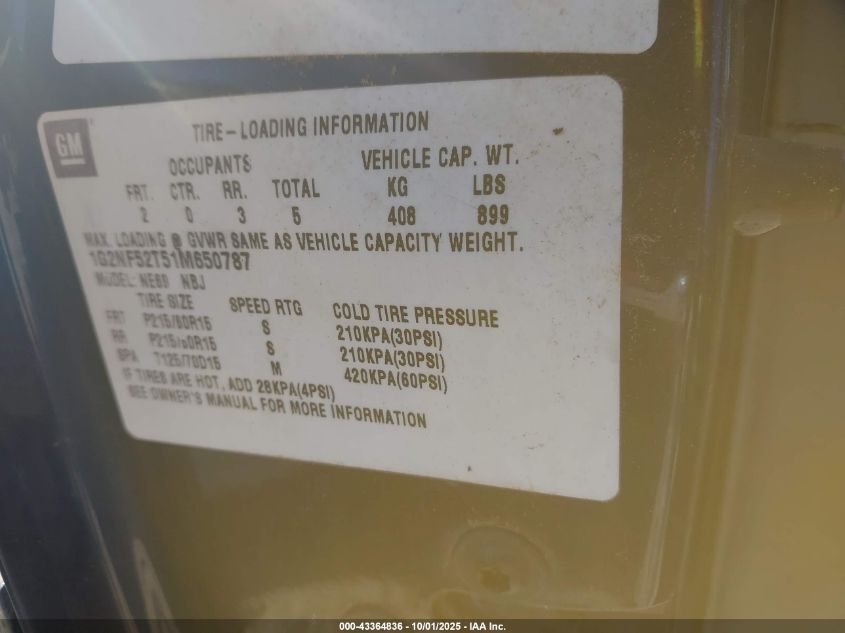 GM
TIRE-LOADING INFORMATION
OCCUPANTS VEHICLE CAP. WT.
FRT. CTR. RR. TOTAL KG LBS
2 0 3 5 408 899
MAX. LOADING @ GVWR SAME AS VEHICLE CAPACITY WEIGHT.
1G2NF52T51M650787
MODEL: NE69 NBJ
TIRE SIZE SPEED RTG COLD TIRE PRESSURE
FRT P215/60R15 S 210KPA(30PSI)
RR P215/60R15 S 210KPA(30PSI)
SPA T125/70D15 M 420KPA(60PSI)
IF TIRES ARE HOT, ADD 28KPA(4PSI)
SEE OWNER'S MANUAL FOR MORE INFORMATION
000-43364836 - 10/01/2025 - IAA Inc.